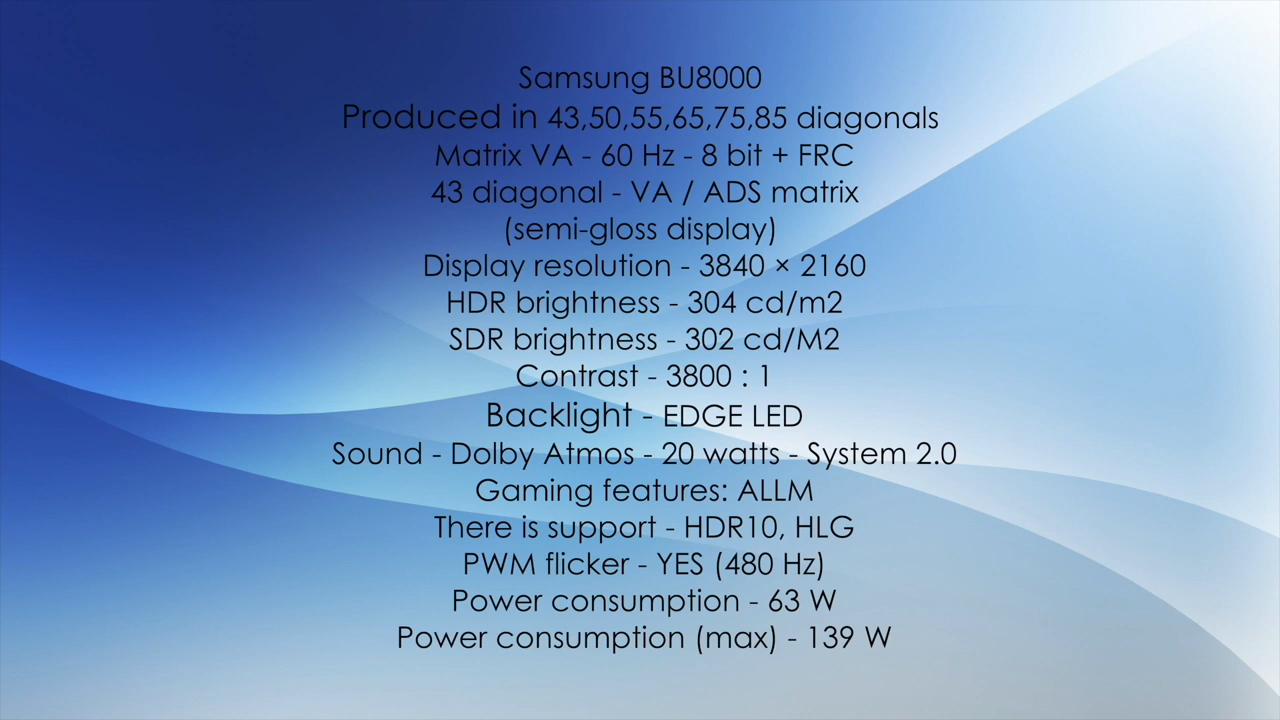 Samsung BU8000
Produced in 43,50,55,65,75,85 diagonals
Matrix VA - 60 Hz - 8 bit + FRC
43 diagonal - VA / ADS matrix
(semi-gloss display)
Display resolution - 3840 × 2160
HDR brightness - 304 cd/m2
SDR brightness - 302 cd/M2
Contrast - 3800 : 1
Backlight - EDGE LED
Sound - Dolby Atmos - 20 watts - System 2.0
Gaming features: ALLM
There is support - HDR10, HLG
PWM flicker - YES (480 Hz)
Power consumption - 63 W
Power consumption (max) - 139 W